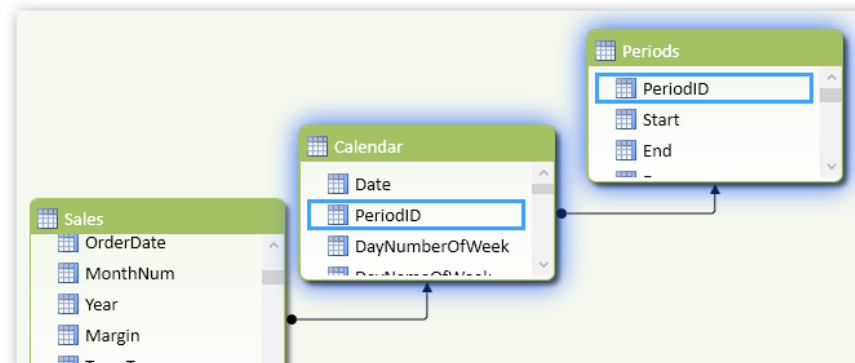 Periods
PeriodID
Start
End
Calendar
Date
PeriodID
DayNumberOfWeek
Sales
OrderDate
MonthNum
Year
Margin